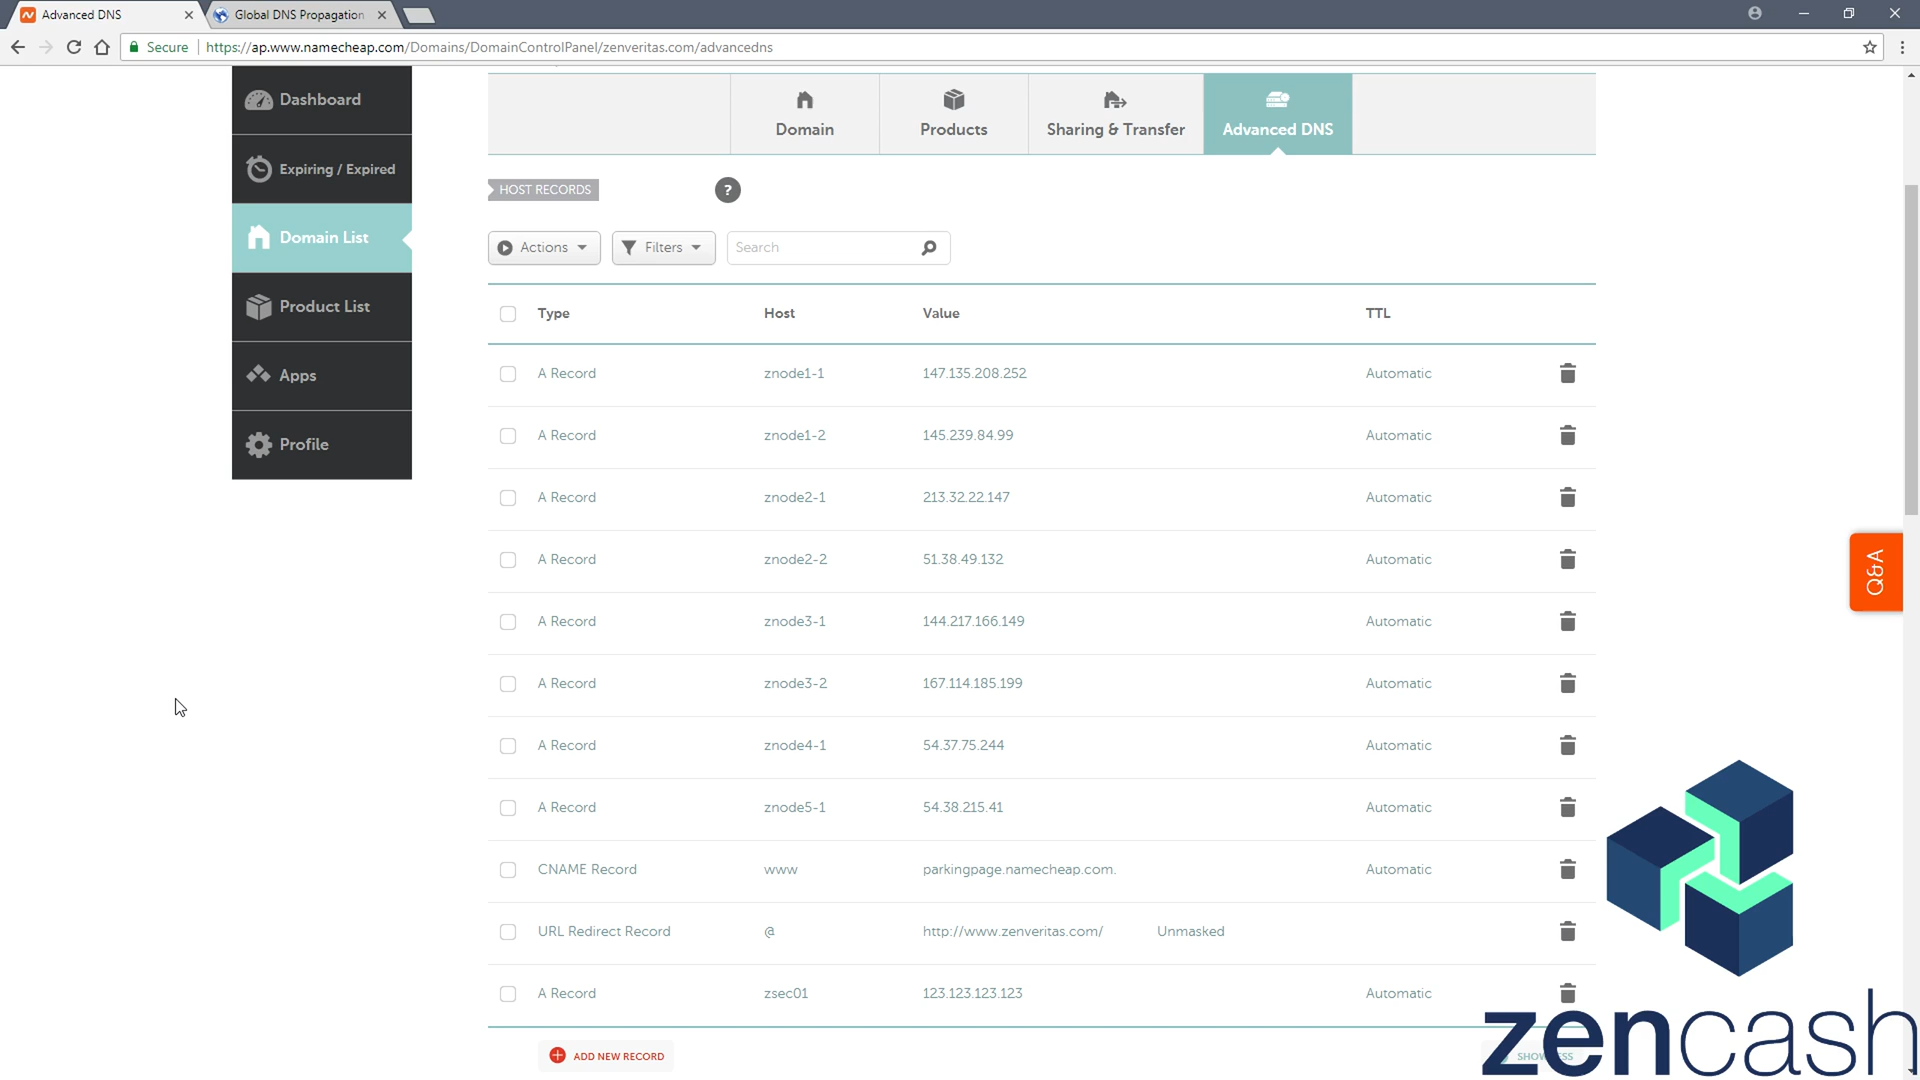 Advanced DNS
Global DNS Propagation
Secure
https://ap.www.namecheap.com/Domains/DomainControlPanel/zenveritas.com/advancedns
Dashboard
Expiring / Expired
Domain List
Product List
Apps
Profile
Domain
Products
Sharing & Transfer
Advanced DNS
HOST RECORDS
?
Actions
Filters
Search
Type Host Value TTL
A Record znode1-1 147.135.208.252 Automatic
A Record znode1-2 145.239.84.99 Automatic
A Record znode2-1 213.32.22.147 Automatic
A Record znode2-2 51.38.49.132 Automatic
A Record znode3-1 144.217.166.149 Automatic
A Record znode3-2 167.114.185.199 Automatic
A Record znode4-1 54.37.75.244 Automatic
A Record znode5-1 54.38.215.41 Automatic
CNAME Record www parkingpage.namecheap.com. Automatic
URL Redirect Record @ http://www.zenveritas.com/ Unmasked
A Record zsec01 123.123.123.123 Automatic
ADD NEW RECORD
Q&A
zencash